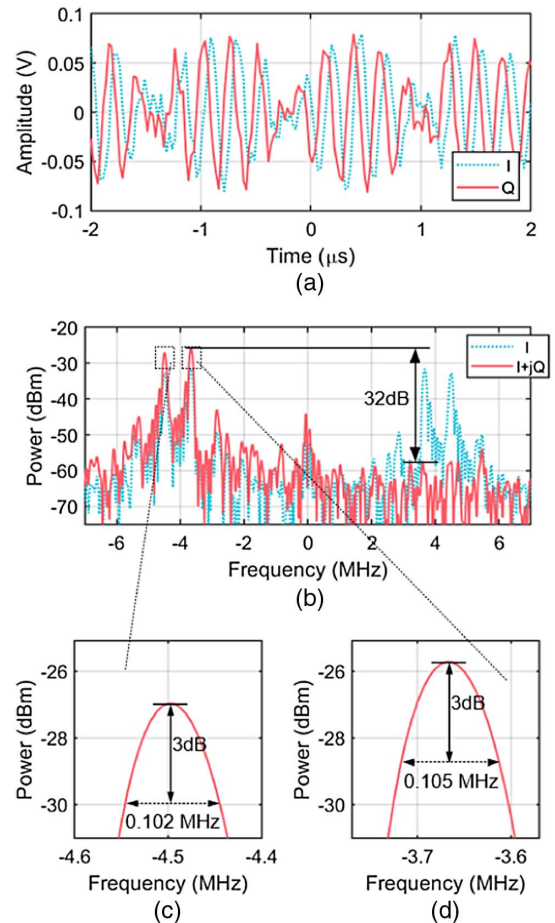 0.1
0.05
0
-0.05
-0.1
Amplitude (V)
I
Q
-2 -1 0 1 2
Time (μs)
(a)
-20
-30
-40
-50
-60
-70
Power (dBm)
I
I+jQ
32dB
-6 -4 -2 0 2 4 6
Frequency (MHz)
(b)
-26
-28
-30
Power (dBm)
3dB
0.102 MHz
-4.6 -4.5 -4.4
Frequency (MHz)
(c)
-26
-28
-30
Power (dBm)
3dB
0.105 MHz
-3.7 -3.6
Frequency (MHz)
(d)